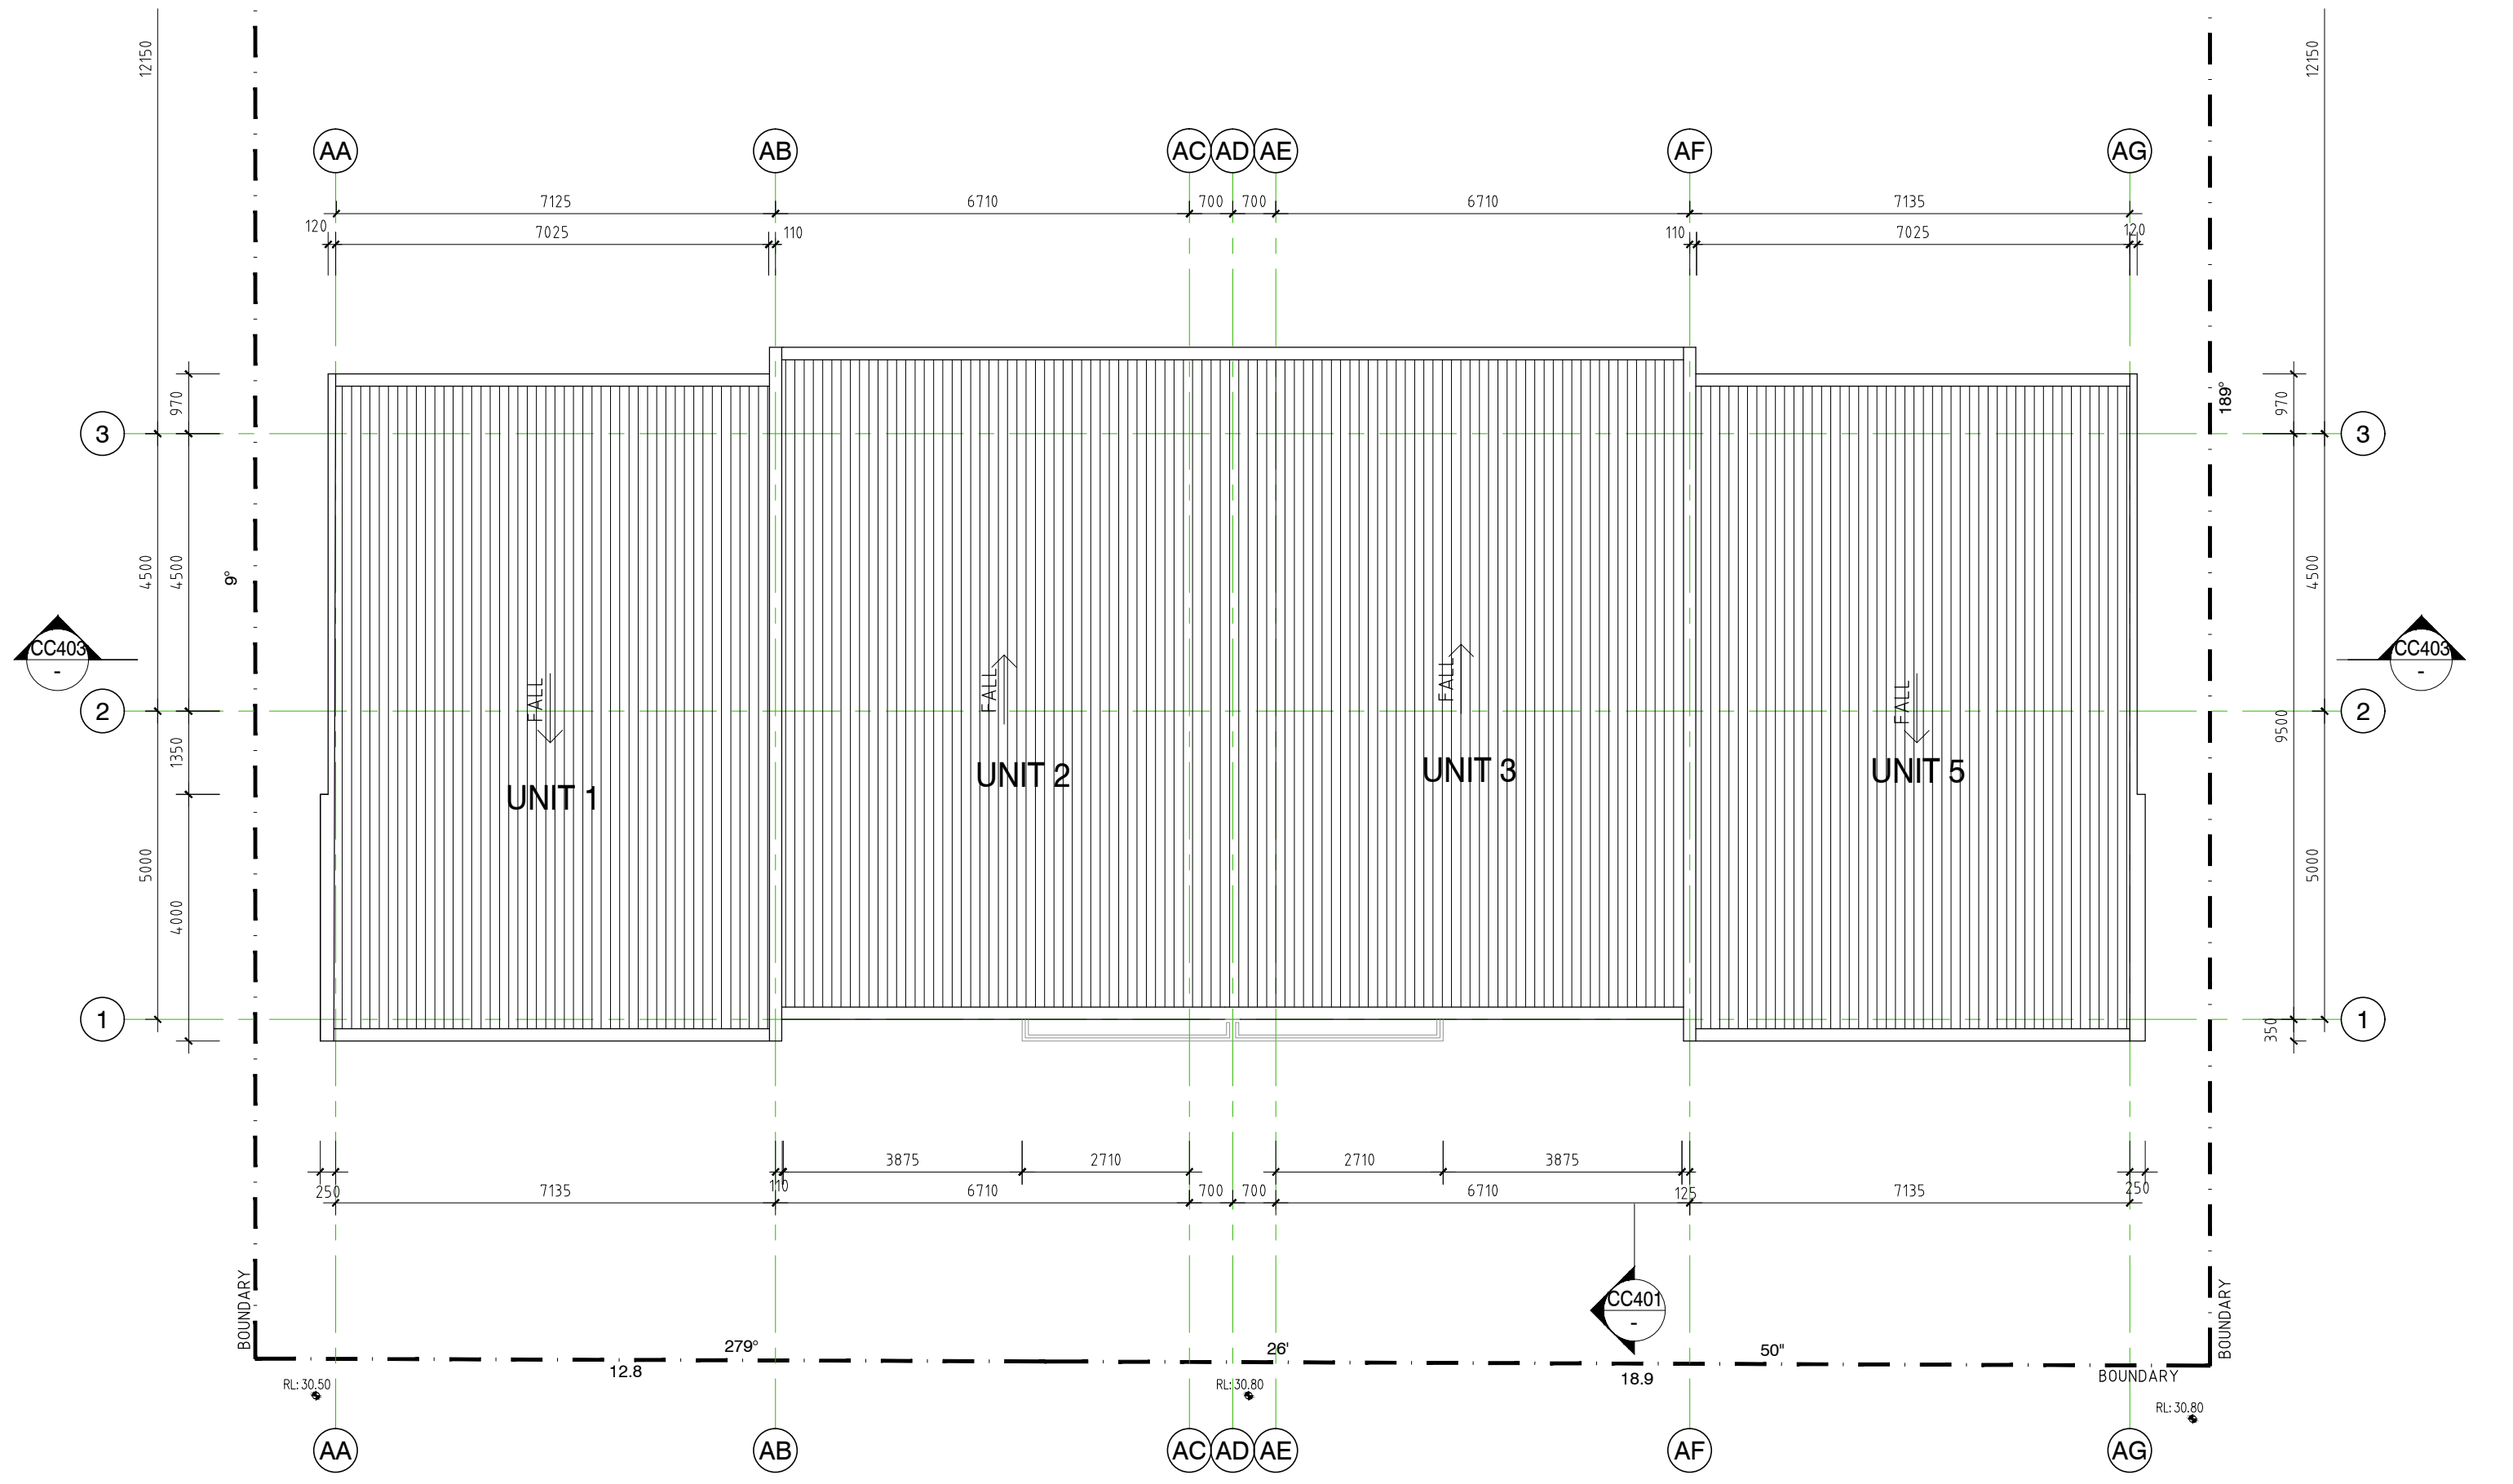 12150
12150
AA AB AC AD AE AF AG
7125 6710 700 700 6710 7135
120 7025 110 110 7025 120
970
189°
970
3
3
4500 4500
9°
4500
CC403
-
CC403
-
FALL
FALL
FALL
FALL
2
2
1350
9500
UNIT 1
UNIT 2
UNIT 3
UNIT 5
5000
4000
5000
1
1
350
3875 2710 2710 3875
250 7135 110 6710 700 700 6710 125 7135 250
CC401
-
BOUNDARY
BOUNDARY
279° 26' 50"
12.8
18.9
BOUNDARY
RL: 30.50
RL: 30.80
RL: 30.80
AA AB AC AD AE AF AG